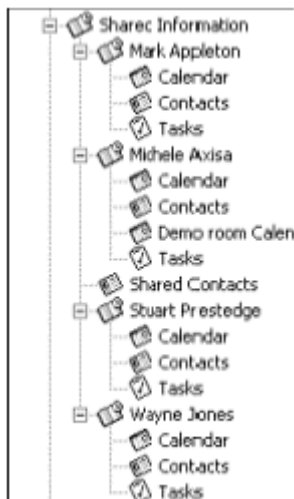 Sharec Information
Mark Appleton
Calendar
Contacts
Tasks
Michele Axisa
Calendar
Contacts
Demo room Calen
Tasks
Shared Contacts
Stuart Prestedge
Calendar
Contacts
Tasks
Wayne Jones
Calendar
Contacts
Tasks